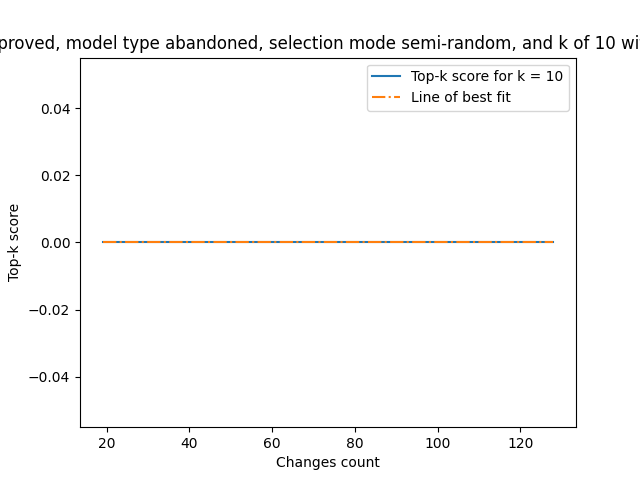 proved, model type abandoned, selection mode semi-random, and k of 10 wi
Top-k score for k = 10
Line of best fit
0.04
0.02
0.00
−0.02
−0.04
Top-k score
20 40 60 80 100 120
Changes count